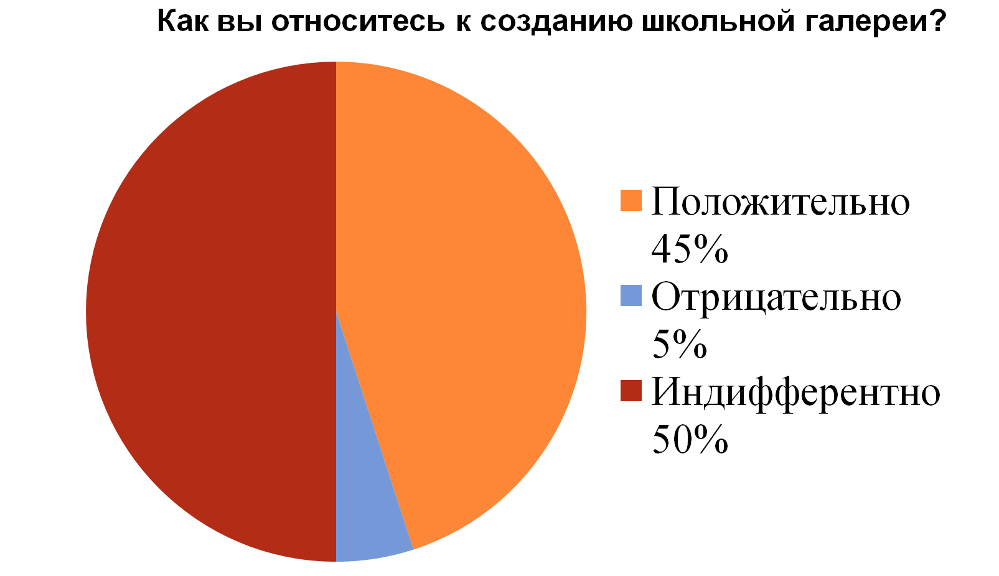 Как вы относитесь к созданию школьной галереи?
Положительно
45%
Отрицательно
5%
Индифферентно
50%